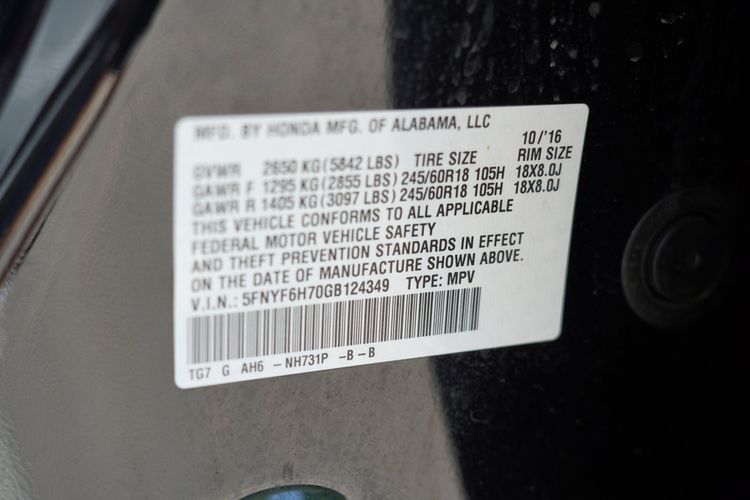 MFD. BY HONDA MFG. OF ALABAMA, LLC 10/'16
GVWR 2650 KG (5842 LBS) TIRE SIZE RIM SIZE
GAWR F 1295 KG (2855 LBS) 245/60R18 105H 18X8.0J
GAWR R 1405 KG (3097 LBS) 245/60R18 105H 18X8.0J
THIS VEHICLE CONFORMS TO ALL APPLICABLE
FEDERAL MOTOR VEHICLE SAFETY
AND THEFT PREVENTION STANDARDS IN EFFECT
ON THE DATE OF MANUFACTURE SHOWN ABOVE.
V.I.N.: 5FNYF6H70GB124349 TYPE: MPV
TG7 G AH6 - NH731P -B-B